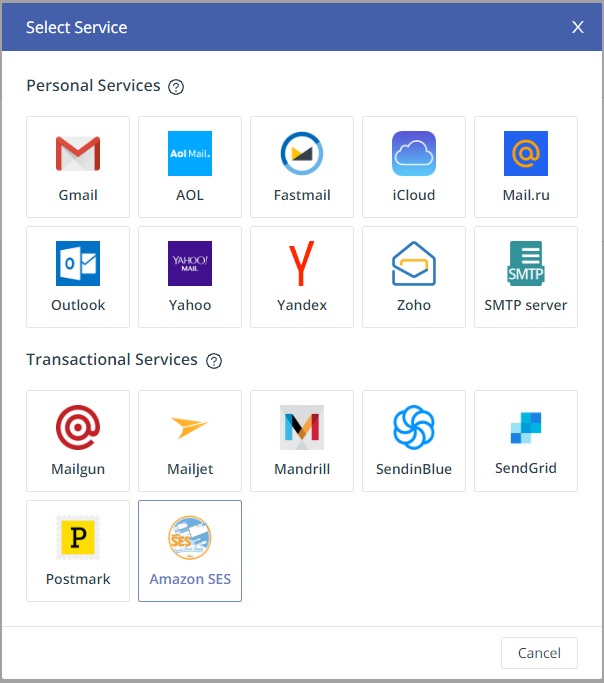 Select Service X
Personal Services ?
Aol Mail.
Gmail AOL Fastmail iCloud Mail.ru
YAHOO!
MAIL
SMTP
Outlook Yahoo Yandex Zoho SMTP server
Transactional Services ?
Mailgun Mailjet Mandrill SendinBlue SendGrid
P
SES
Postmark Amazon SES
Cancel